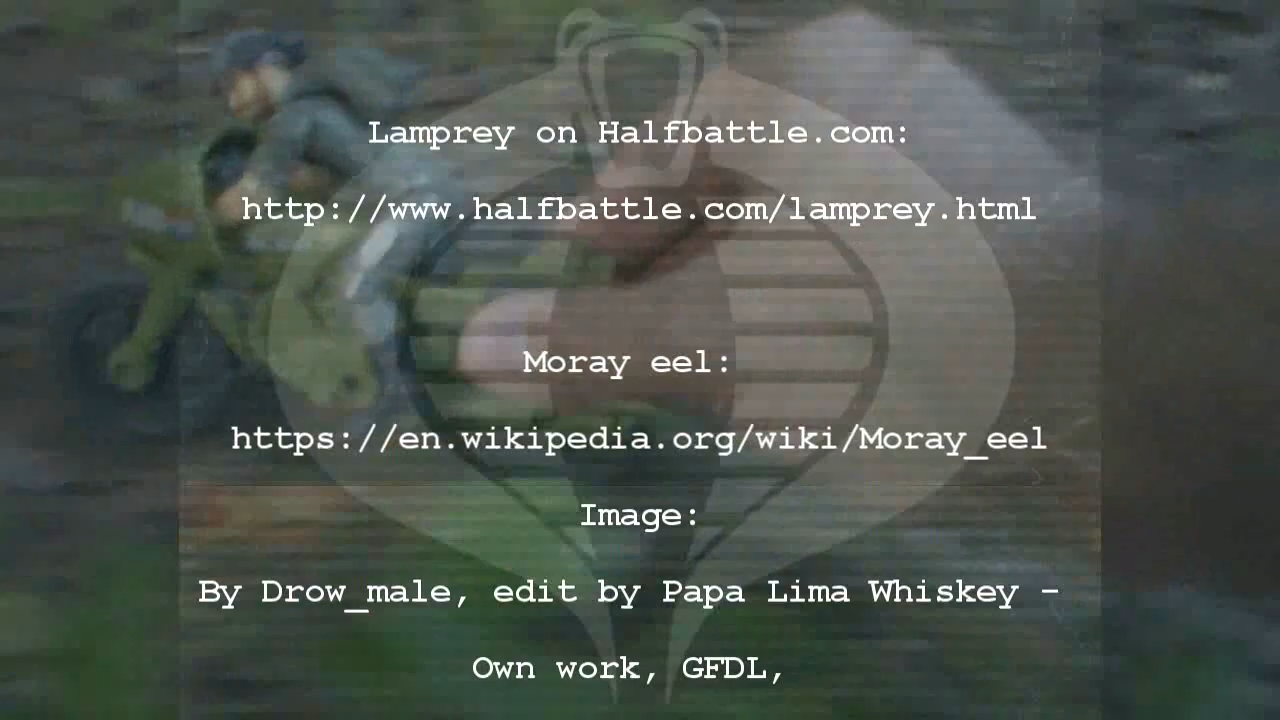 Lamprey on Halfbattle.com:
http://www.halfbattle.com/lamprey.html
Moray eel:
https://en.wikipedia.org/wiki/Moray_eel
Image:
By Drow_male, edit by Papa Lima Whiskey -
Own work, GFDL,